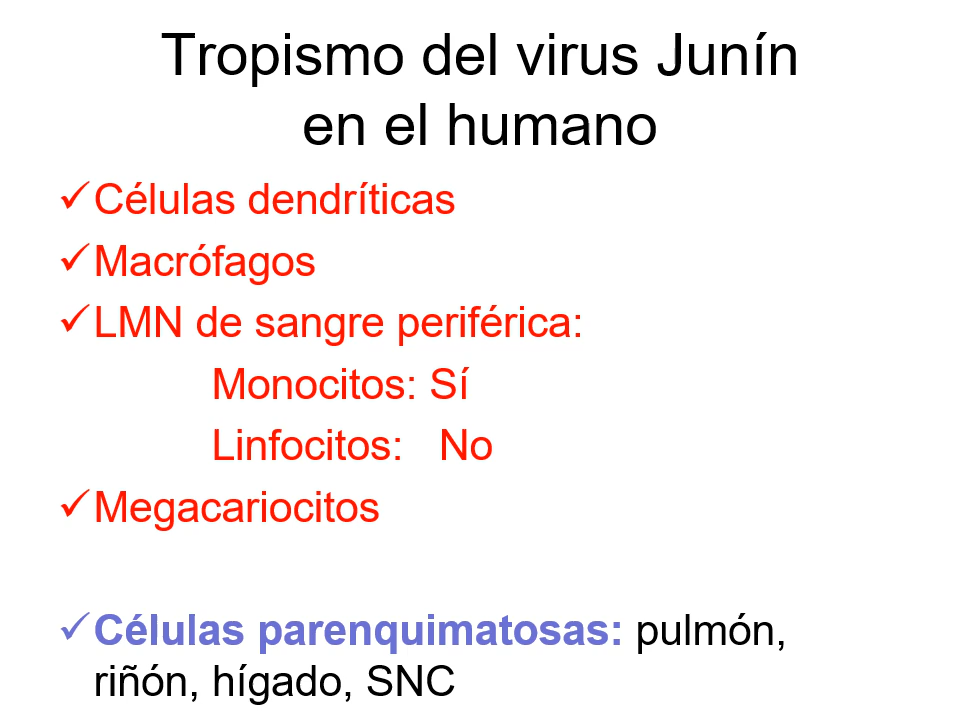 Tropismo del virus Junín
en el humano
✓Células dendríticas
✓Macrófagos
✓LMN de sangre periférica:
Monocitos: Sí
Linfocitos: No
✓Megacariocitos
✓Células parenquimatosas: pulmón,
riñón, hígado, SNC